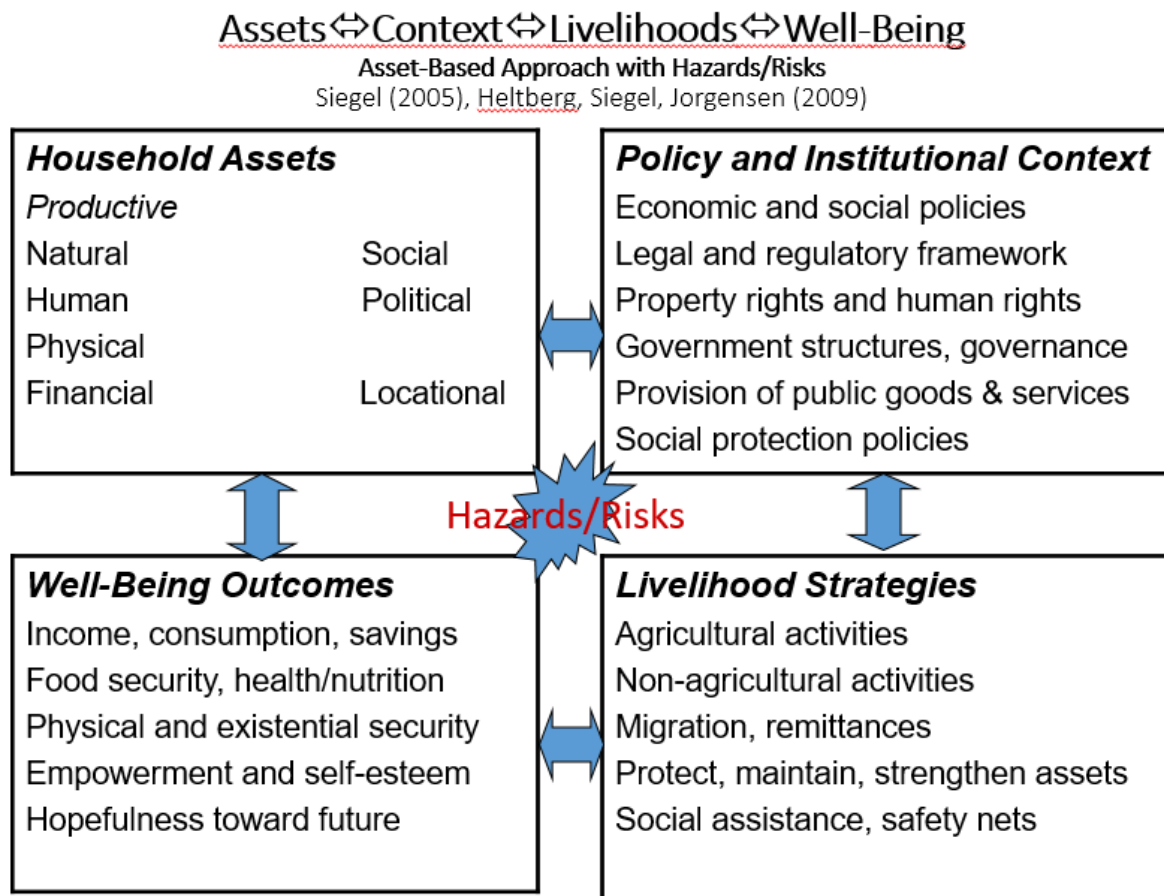 Assets⇔Context⇔Livelihoods⇔Well-Being
Asset-Based Approach with Hazards/Risks
Siegel (2005), Heltberg, Siegel, Jorgensen (2009)
Household Assets
Productive
Natural Social
Human Political
Physical
Financial Locational
Policy and Institutional Context
Economic and social policies
Legal and regulatory framework
Property rights and human rights
Government structures, governance
Provision of public goods & services
Social protection policies
Hazards/Risks
Well-Being Outcomes
Income, consumption, savings
Food security, health/nutrition
Physical and existential security
Empowerment and self-esteem
Hopefulness toward future
Livelihood Strategies
Agricultural activities
Non-agricultural activities
Migration, remittances
Protect, maintain, strengthen assets
Social assistance, safety nets